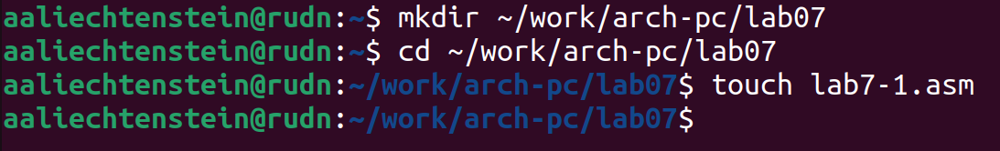 aaliechtenstein@rudn:~$ mkdir ~/work/arch-pc/lab07
aaliechtenstein@rudn:~$ cd ~/work/arch-pc/lab07
aaliechtenstein@rudn:~/work/arch-pc/lab07$ touch lab7-1.asm
aaliechtenstein@rudn:~/work/arch-pc/lab07$